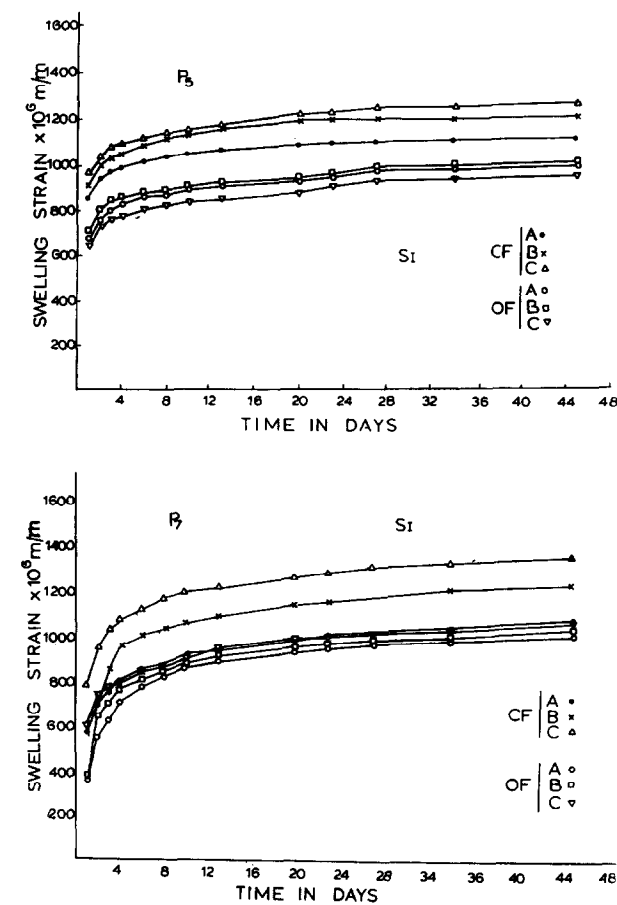 1600
1400
1200
1000
800
600
400
200
SWELLING STRAIN x10⁶ m/m
P5
SI
CF A •
B x
C △
OF A o
B □
C ▽
4 8 12 16 20 24 28 32 36 40 44 48
TIME IN DAYS
1600
1400
1200
1000
800
600
400
200
SWELLING STRAIN x10⁶ m/m
P7
SI
CF A •
B x
C △
OF A o
B □
C ▽
4 8 12 16 20 24 28 34 36 40 44 48
TIME IN DAYS